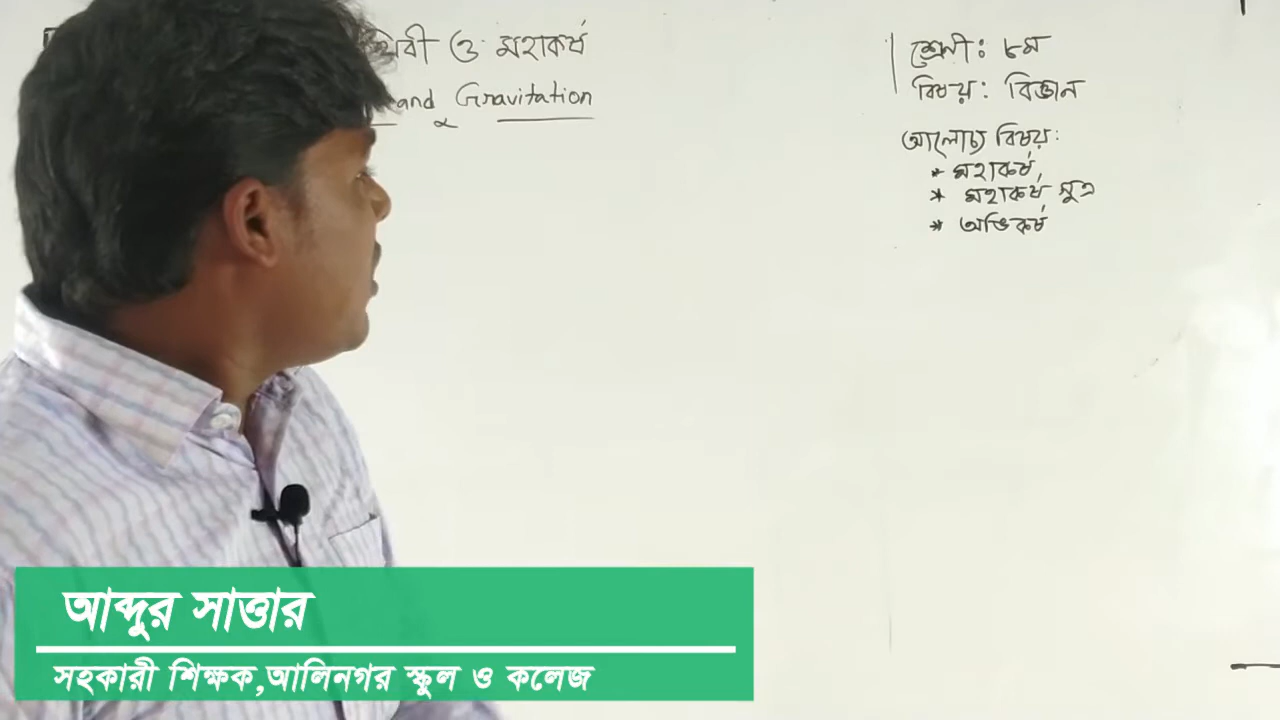 থিবী ও মহাকর্ষ
and Gravitation
শ্রেণী: ৮ম
বিষয়: বিজ্ঞান
আলোচ্য বিষয়:
* মহাকর্ষ,
* মহাকর্ষ সূত্র
* অভিকর্ষ
আব্দুর সাত্তার
সহকারী শিক্ষক,আলিনগর স্কুল ও কলেজ